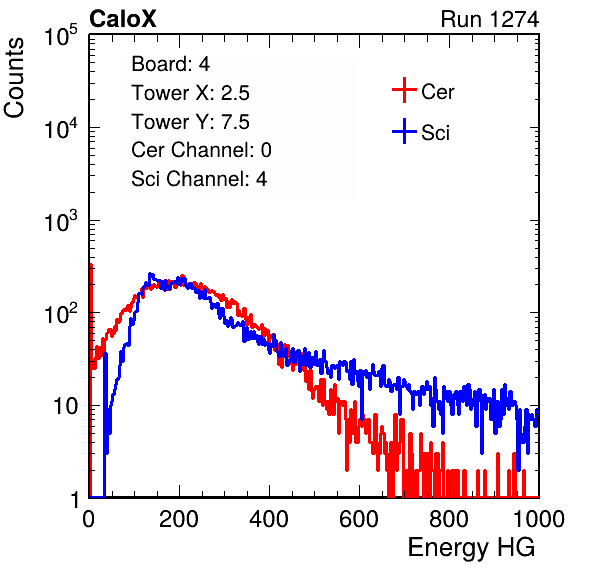 CaloX Run 1274
Counts
Board: 4
Tower X: 2.5
Tower Y: 7.5
Cer Channel: 0
Sci Channel: 4
Cer
Sci
10^5
10^4
10^3
10^2
10
1
0 200 400 600 800 1000
Energy HG